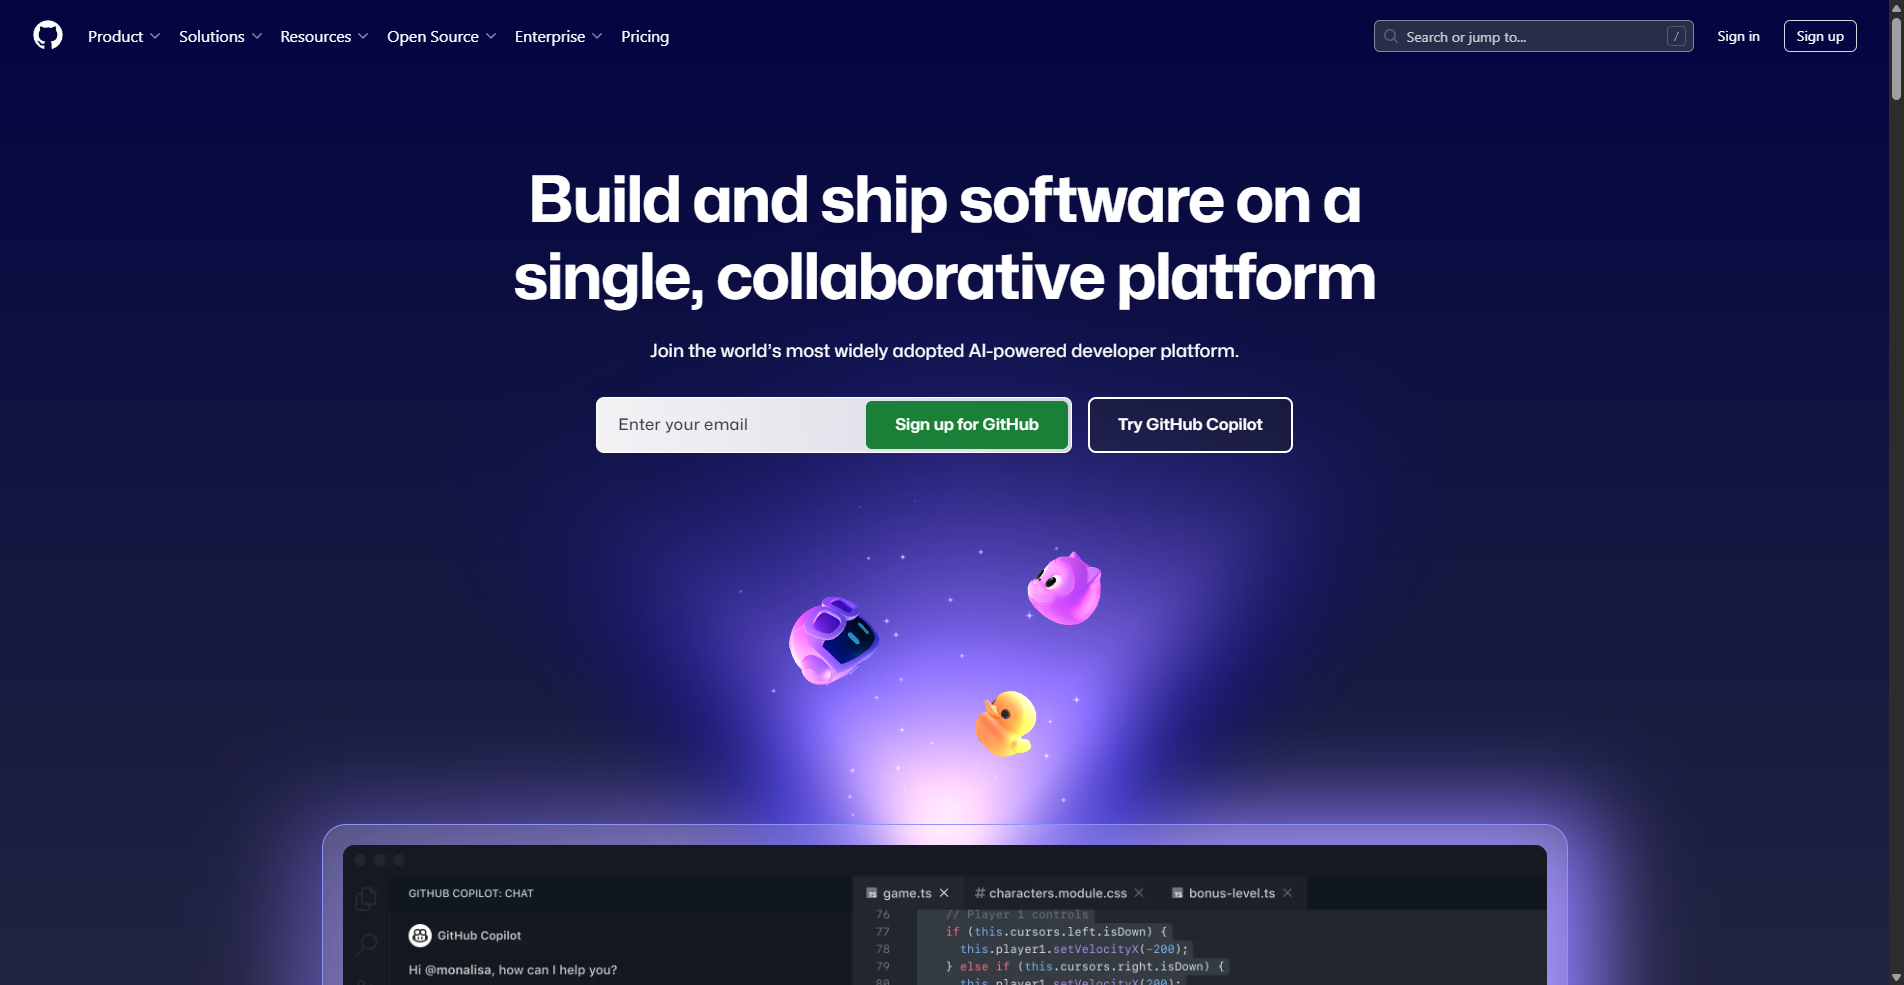 Product Solutions Resources Open Source Enterprise Pricing
Search or jump to... /
Sign in
Sign up
Build and ship software on a
single, collaborative platform
Join the world’s most widely adopted AI-powered developer platform.
Enter your email
Sign up for GitHub
Try GitHub Copilot
GITHUB COPILOT: CHAT
GitHub Copilot
Hi @monalisa, how can I help you?
TS game.ts
# characters.module.css
TS bonus-level.ts
76 // Player 1 controls
77 if (this.cursors.left.isDown) {
78 this.player1.setVelocityX(-200);
79 } else if (this.cursors.right.isDown) {
80 this.player1.setVelocityX(200);